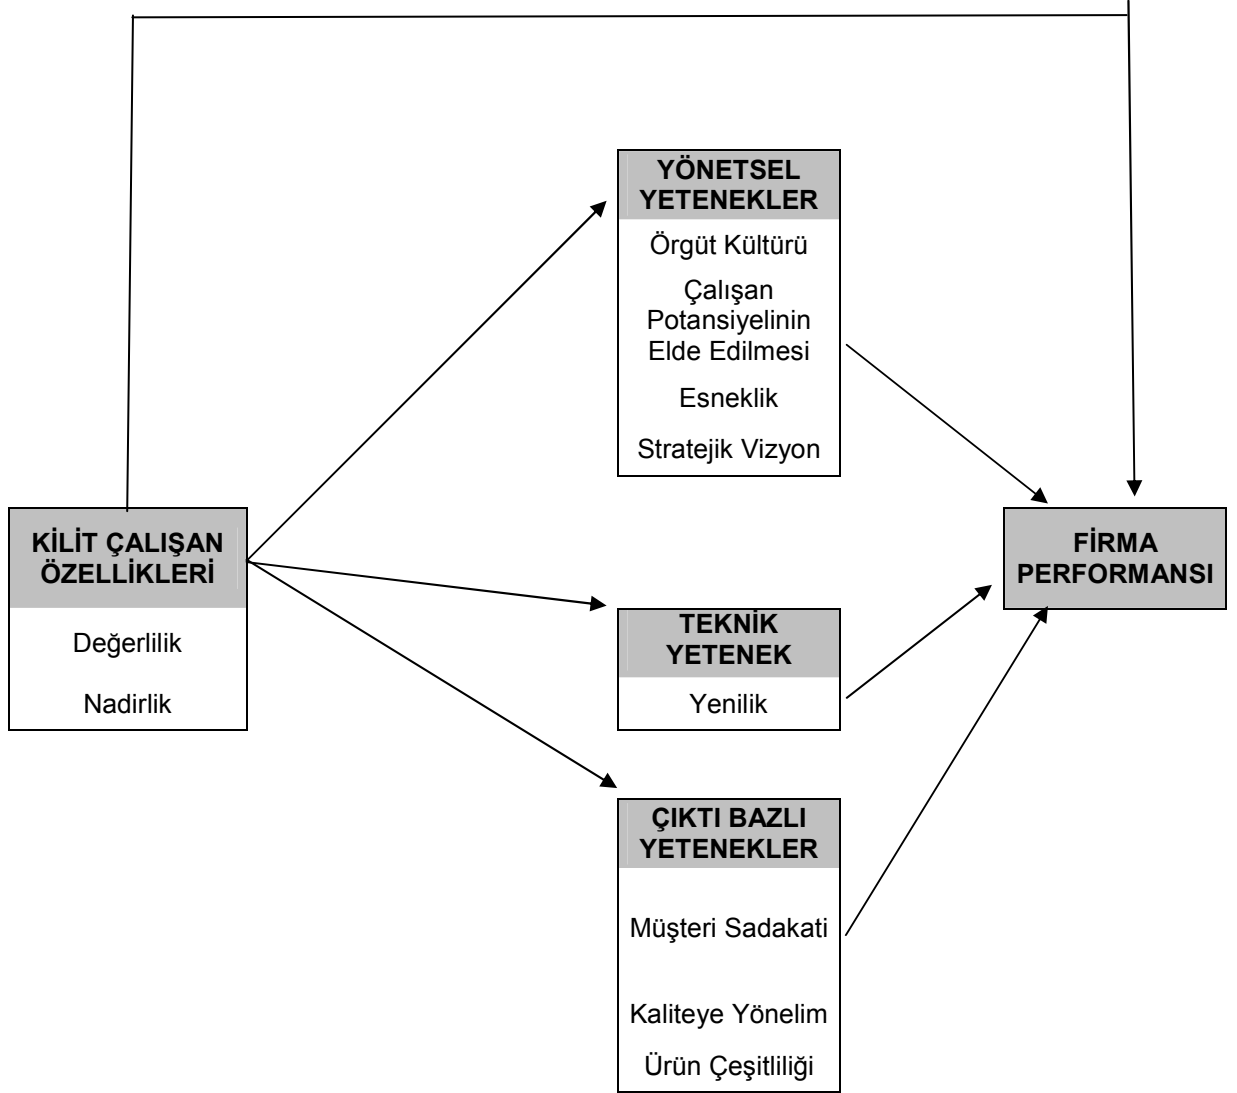 YÖNETSEL
YETENEKLER
Örgüt Kültürü
Çalışan
Potansiyelinin
Elde Edilmesi
Esneklik
Stratejik Vizyon
KİLİT ÇALIŞAN
ÖZELLİKLERİ
Değerlilik
Nadirlik
FİRMA
PERFORMANSI
TEKNİK
YETENEK
Yenilik
ÇIKTI BAZLI
YETENEKLER
Müşteri Sadakati
Kaliteye Yönelim
Ürün Çeşitliliği